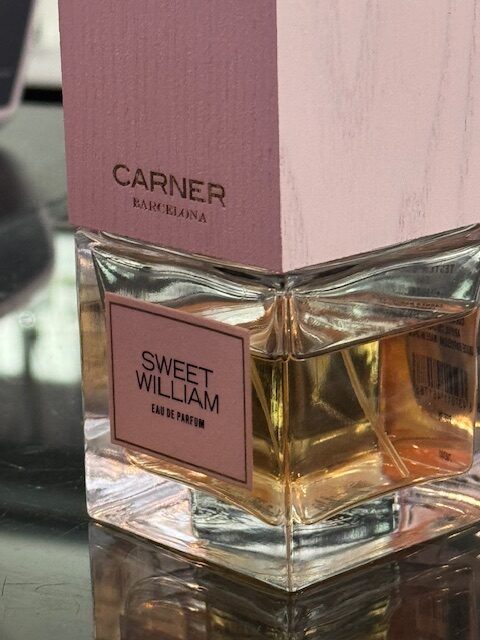 CARNER
BARCELONA
SWEET
WILLIAM
EAU DE PARFUM